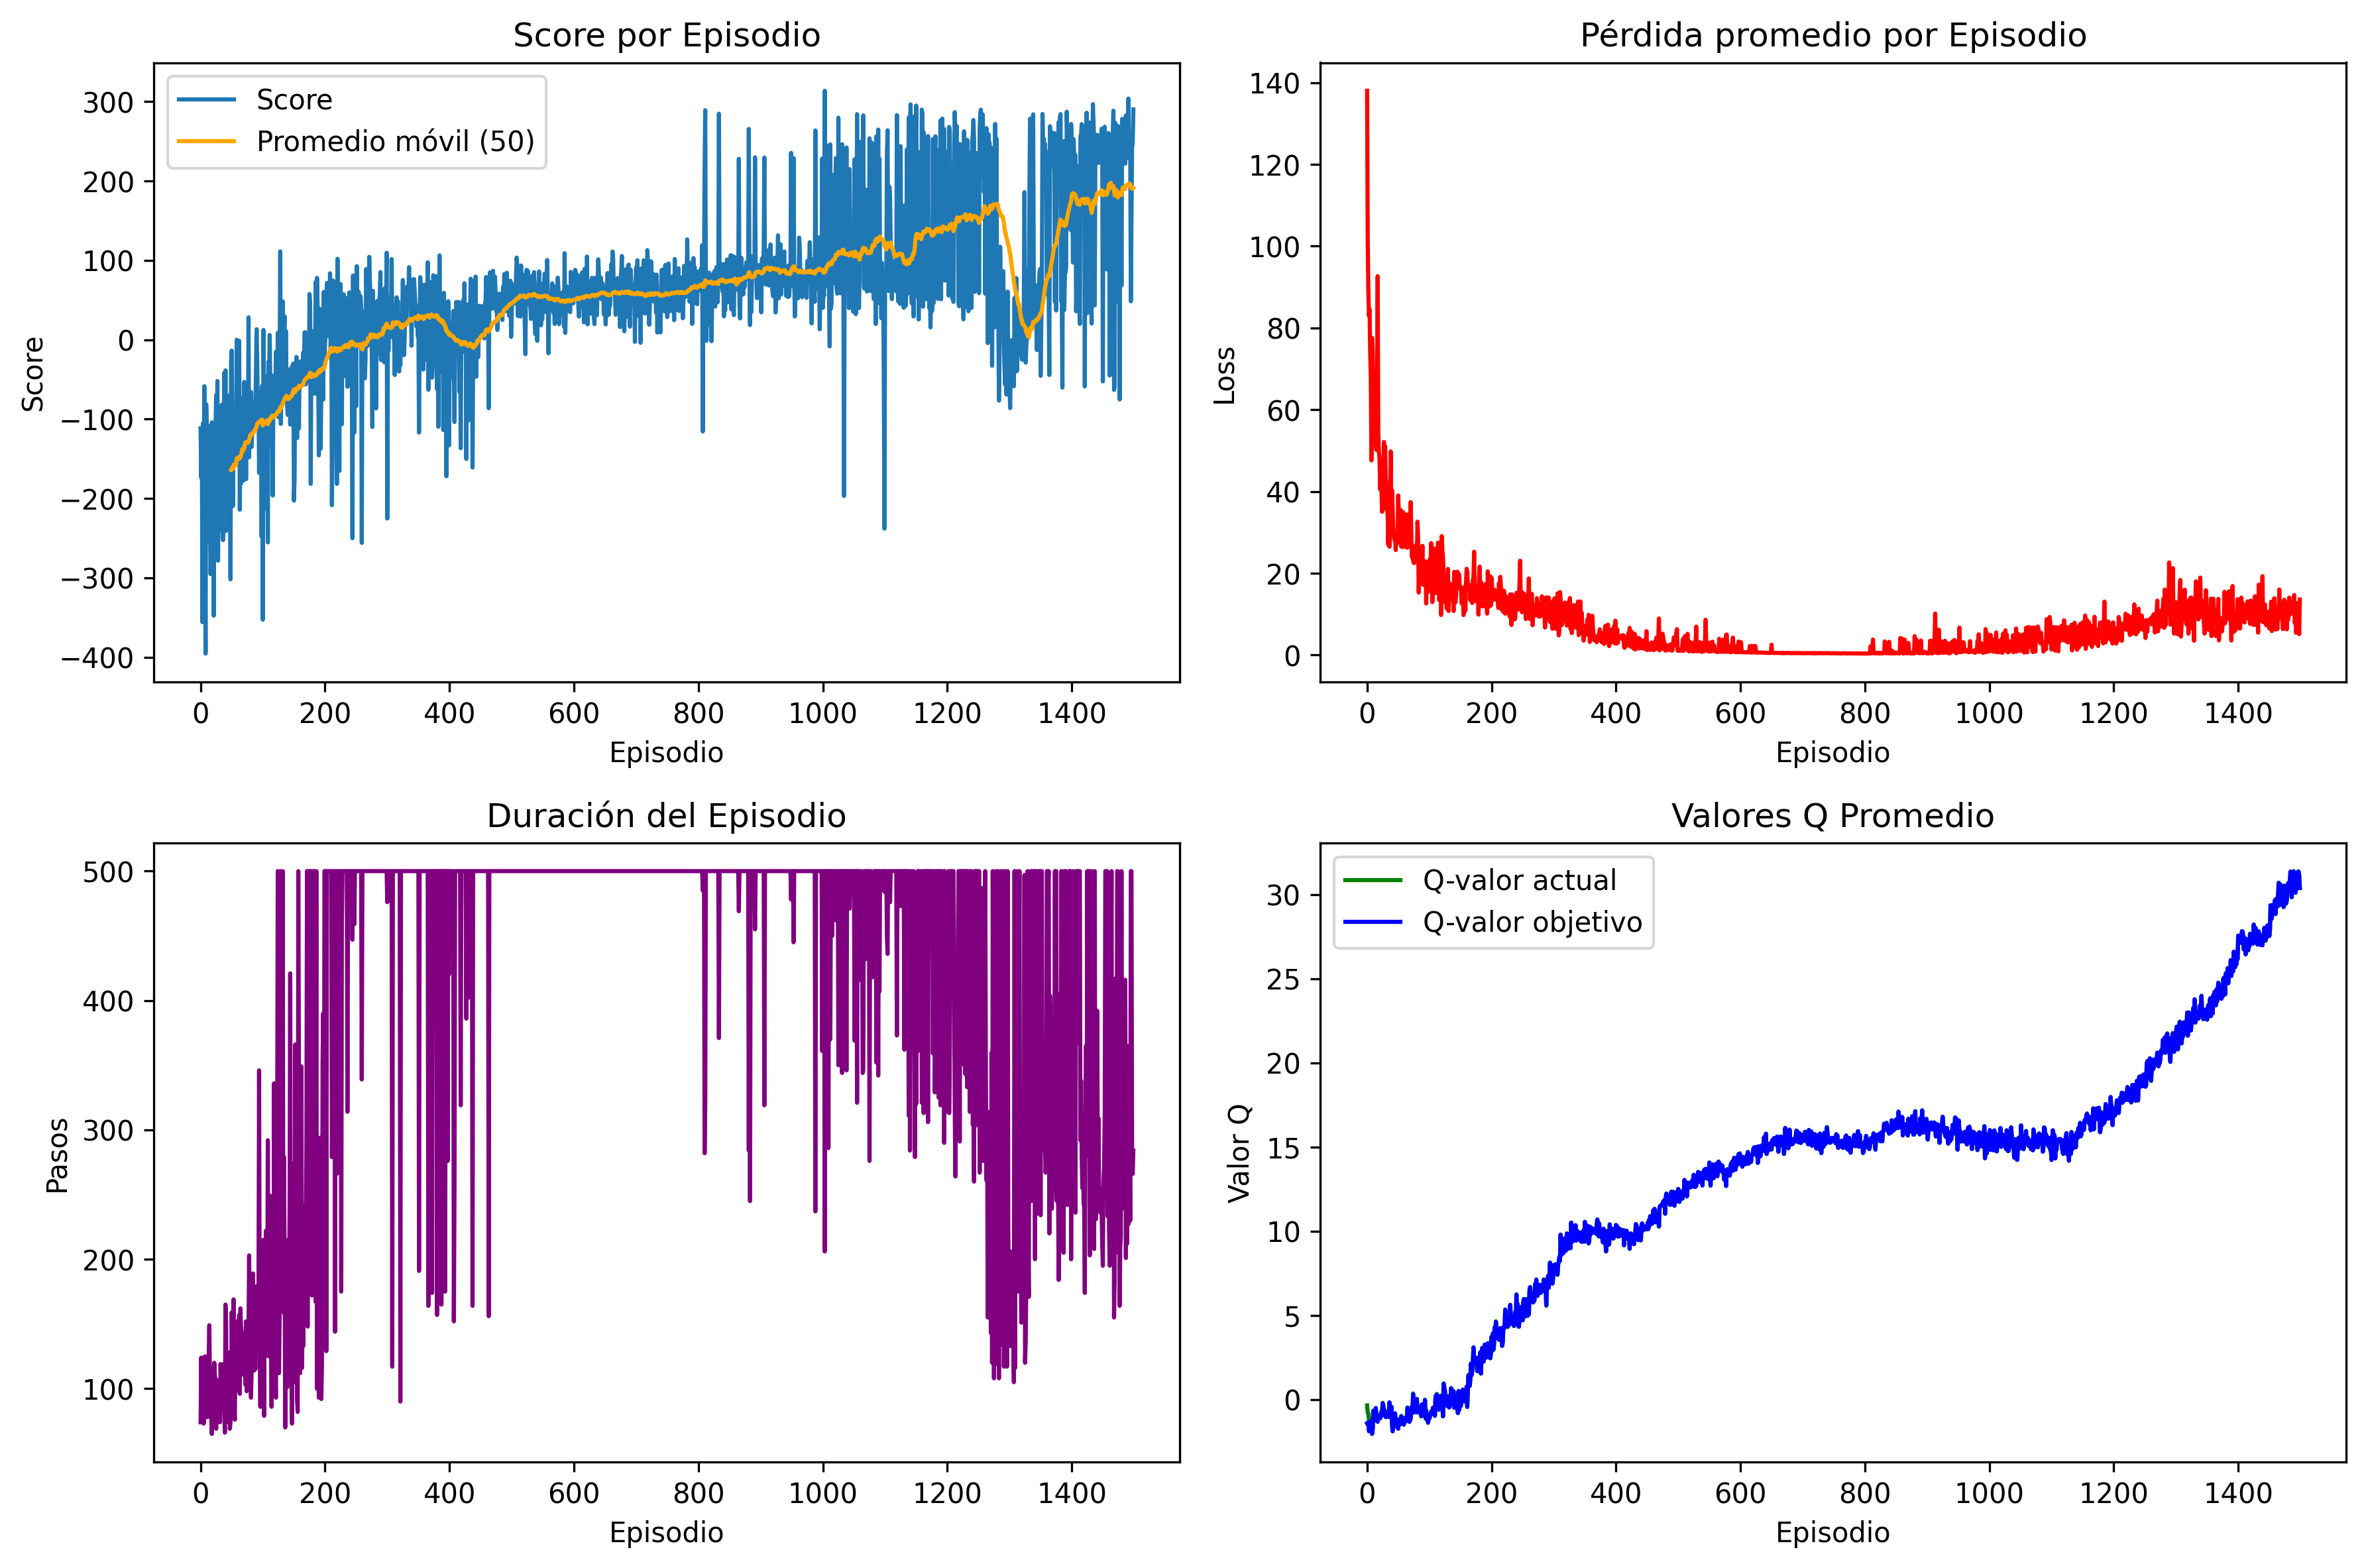 Score por Episodio
Score
Promedio móvil (50)
300
200
100
0
−100
−200
−300
−400
Score
0 200 400 600 800 1000 1200 1400
Episodio
Pérdida promedio por Episodio
140
120
100
80
60
40
20
0
Loss
0 200 400 600 800 1000 1200 1400
Episodio
Duración del Episodio
500
400
300
200
100
Pasos
0 200 400 600 800 1000 1200 1400
Episodio
Valores Q Promedio
Q-valor actual
Q-valor objetivo
30
25
20
15
10
5
0
Valor Q
0 200 400 600 800 1000 1200 1400
Episodio